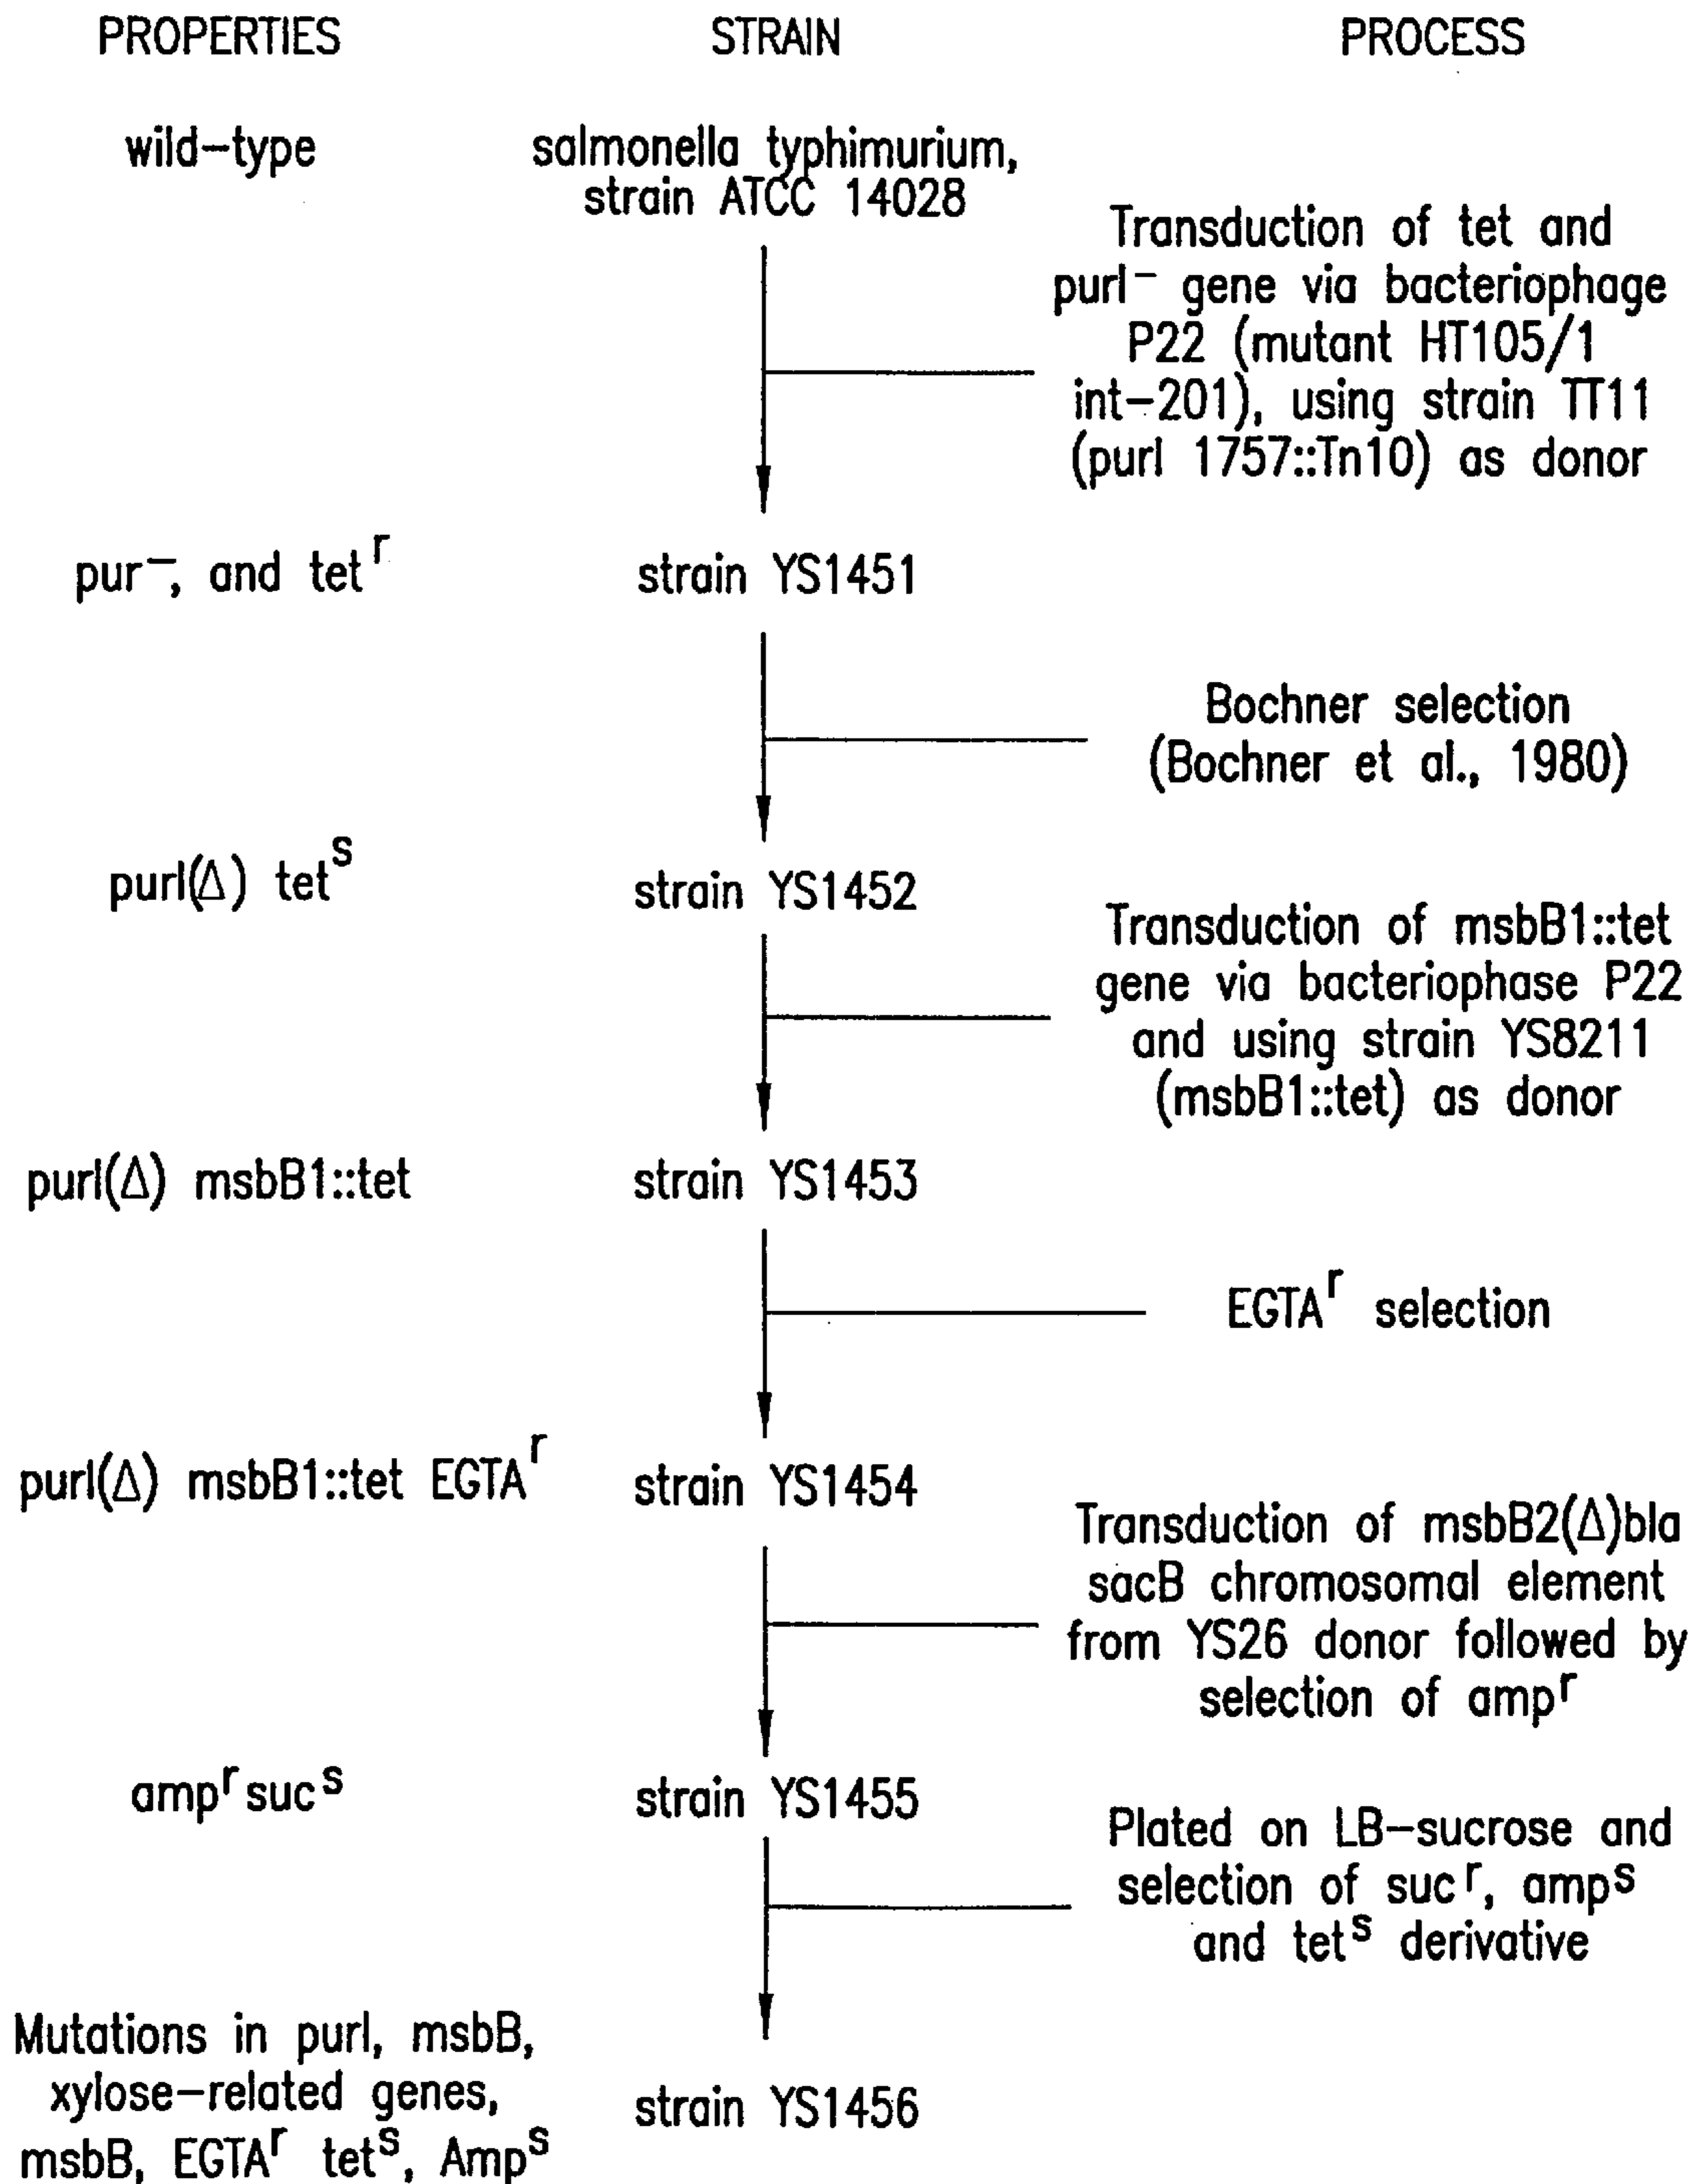 PROPERTIES STRAIN PROCESS
wild-type
salmonella typhimurium,
strain ATCC 14028
Transduction of tet and
purI⁻ gene via bacteriophage
P22 (mutant HT105/1
int-201), using strain TT11
(purI 1757::Tn10) as donor
pur⁻, and tetʳ
strain YS1451
Bochner selection
(Bochner et al., 1980)
purI(Δ) tetˢ
strain YS1452
Transduction of msbB1::tet
gene via bacteriophase P22
and using strain YS8211
(msbB1::tet) as donor
purI(Δ) msbB1::tet
strain YS1453
EGTAʳ selection
purI(Δ) msbB1::tet EGTAʳ
strain YS1454
Transduction of msbB2(Δ)bla
sacB chromosomal element
from YS26 donor followed by
selection of ampʳ
ampʳsucˢ
strain YS1455
Plated on LB-sucrose and
selection of sucʳ, ampˢ
and tetˢ derivative
Mutations in purI, msbB,
xylose-related genes,
msbB, EGTAʳ tetˢ, Ampˢ
strain YS1456